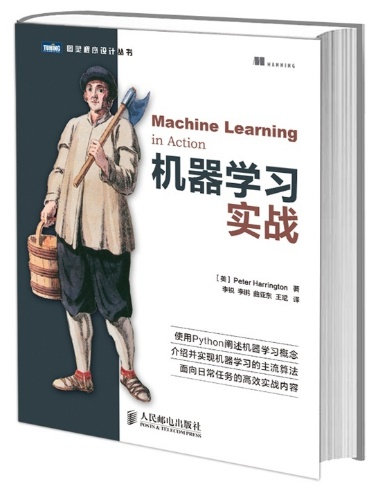 TURING
图灵程序设计丛书
MANNING
Machine Learning
in Action
机器学习
实战
[美] Peter Harrington 著
李锐 李鹏 曲亚东 王斌 译
使用Python阐述机器学习概念
介绍并实现机器学习的主流算法
面向日常任务的高效实战内容
人民邮电出版社
POSTS & TELECOM PRESS